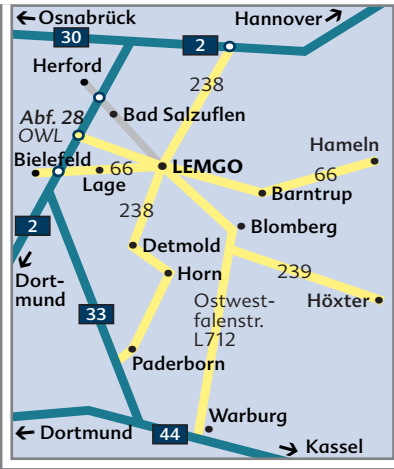 Osnabrück
Hannover
30
2
Herford
238
Bad Salzuflen
Abf. 28
OWL
Hameln
Bielefeld
66
LEMGO
66
Lage
Barntrup
238
2
Blomberg
Detmold
Dort-
mund
Horn
239
Ostwest-
falenstr.
L712
Höxter
33
Paderborn
Warburg
Dortmund
44
Kassel